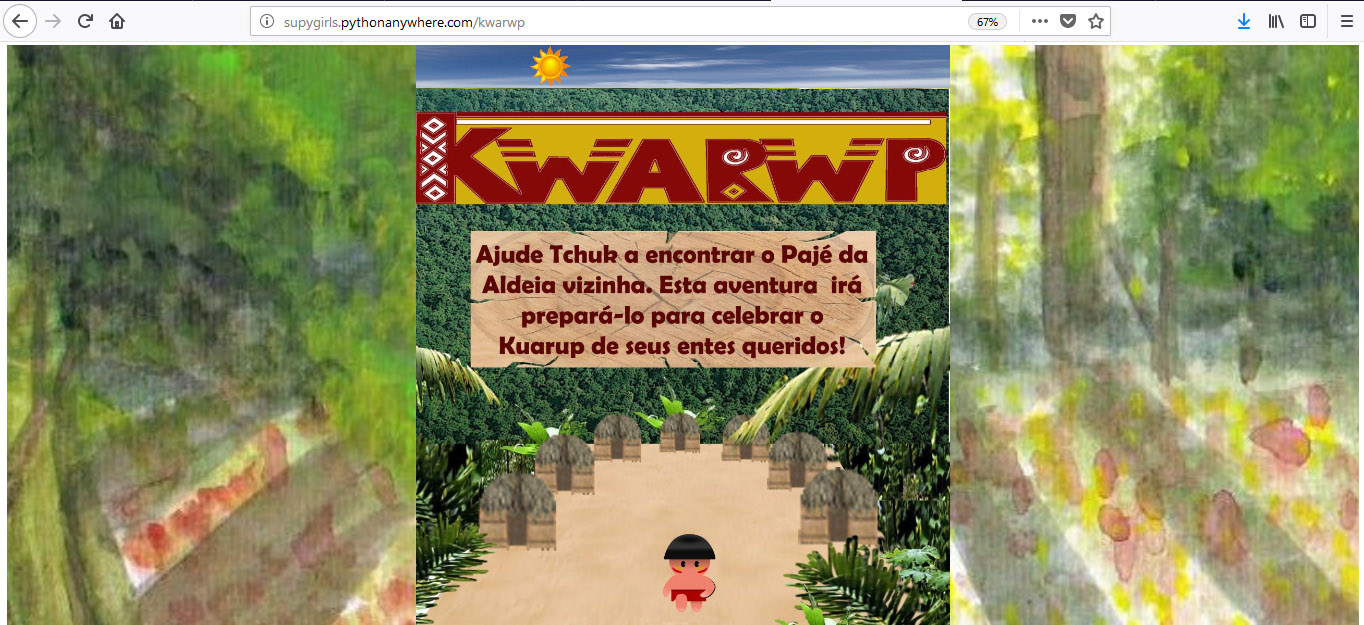 supygirls.pythonanywhere.com/kwarwp
67%
KWARWP
Ajude Tchuk a encontrar o Pajé da
Aldeia vizinha. Esta aventura irá
prepará-lo para celebrar o
Kuarup de seus entes queridos!